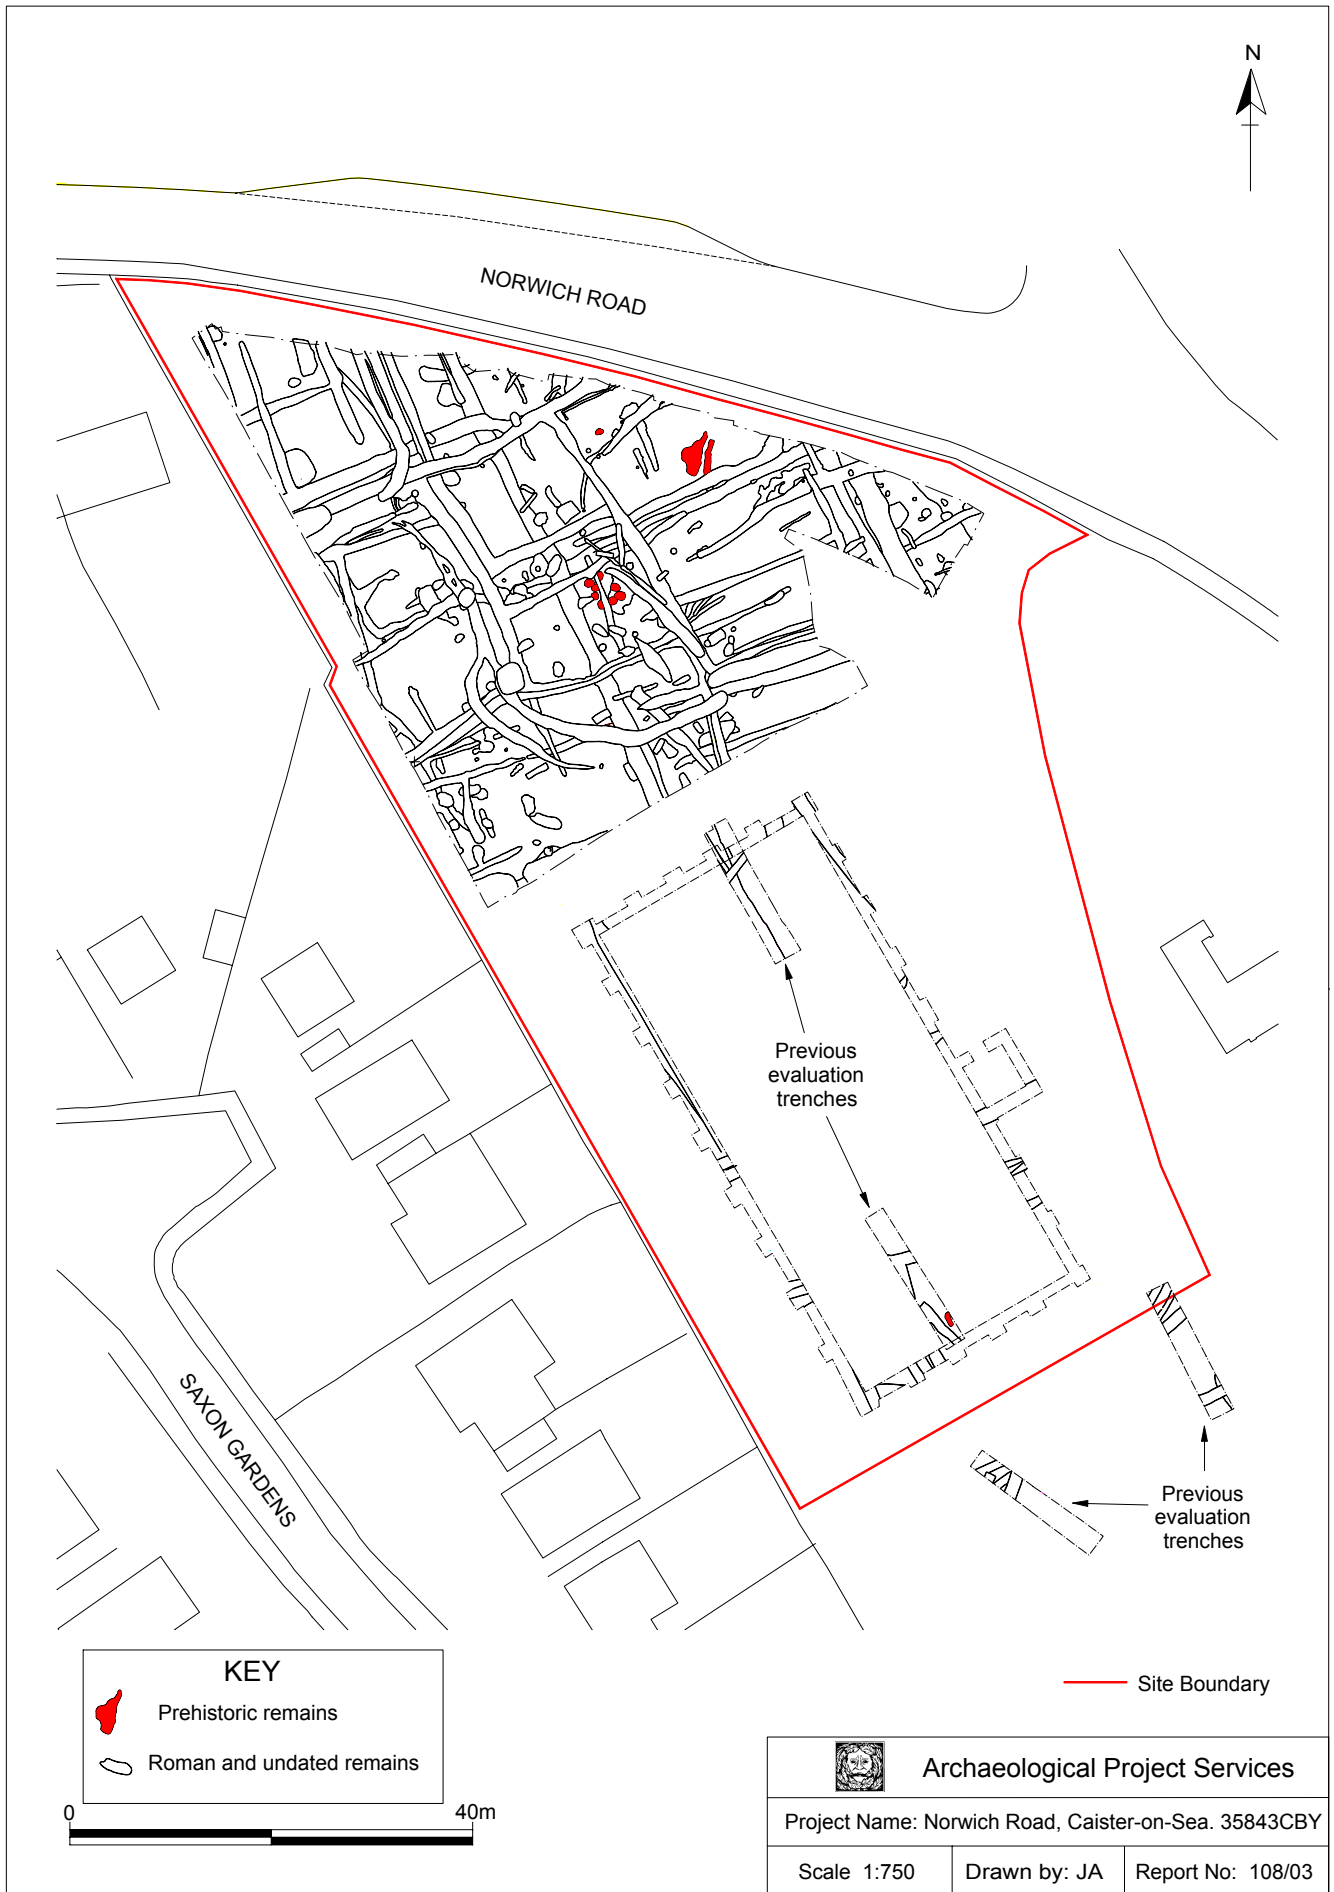 N
NORWICH ROAD
Previous
evaluation
trenches
SAXON GARDENS
Previous
evaluation
trenches
KEY
Prehistoric remains
Roman and undated remains
0 40m
Site Boundary
Archaeological Project Services
Project Name: Norwich Road, Caister-on-Sea. 35843CBY
Scale 1:750
Drawn by: JA
Report No: 108/03